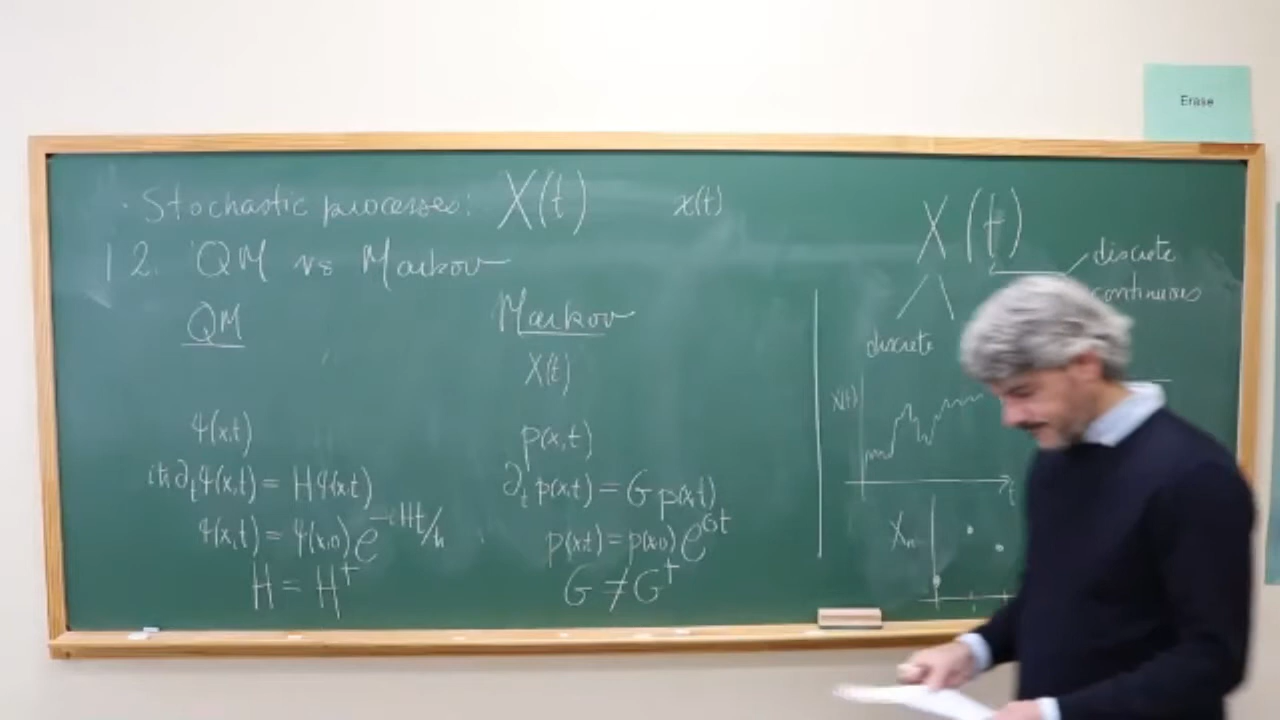 Erase
· Stochastic processes: X(t) x(t)
12. QM vs Markov
QM
ψ(x,t)
iħ∂ₜψ(x,t) = Hψ(x,t)
ψ(x,t) = ψ(x,0) e^{-iHt/ħ}
H = H†
Markov
X(t)
p(x,t)
∂ₜ p(x,t) = G p(x,t)
p(x,t) = p(x,0) e^{Gt}
G ≠ G†
X(t)
discrete
continuous
discrete
X(t)
t
Xₙ